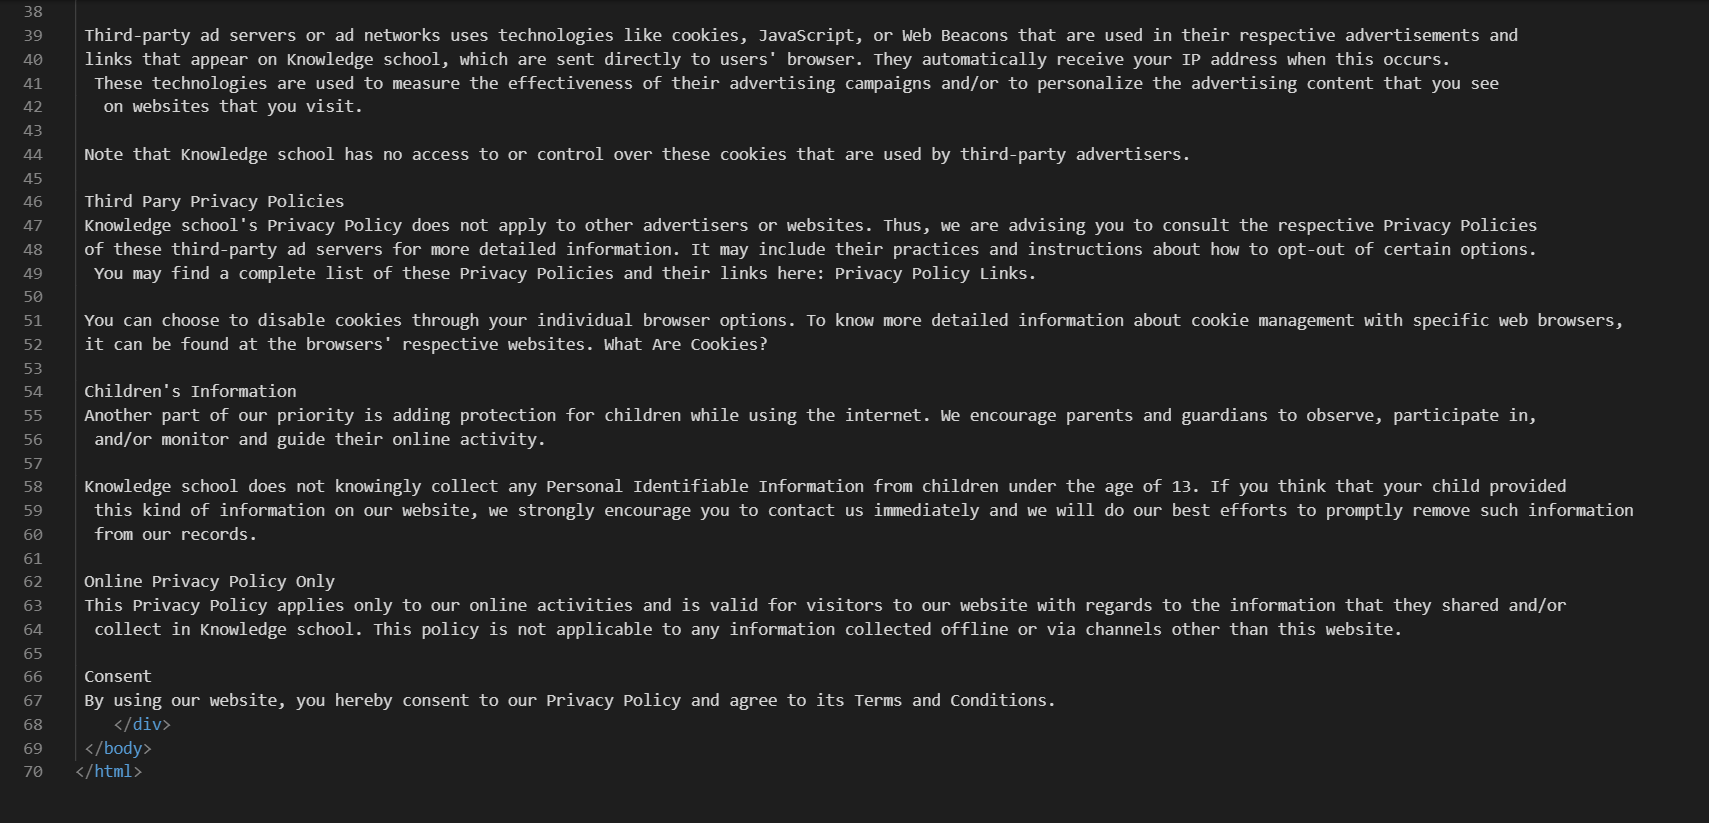 38
39 Third-party ad servers or ad networks uses technologies like cookies, JavaScript, or Web Beacons that are used in their respective advertisements and
40 links that appear on Knowledge school, which are sent directly to users' browser. They automatically receive your IP address when this occurs.
41 These technologies are used to measure the effectiveness of their advertising campaigns and/or to personalize the advertising content that you see
42 on websites that you visit.
43
44 Note that Knowledge school has no access to or control over these cookies that are used by third-party advertisers.
45
46 Third Pary Privacy Policies
47 Knowledge school's Privacy Policy does not apply to other advertisers or websites. Thus, we are advising you to consult the respective Privacy Policies
48 of these third-party ad servers for more detailed information. It may include their practices and instructions about how to opt-out of certain options.
49 You may find a complete list of these Privacy Policies and their links here: Privacy Policy Links.
50
51 You can choose to disable cookies through your individual browser options. To know more detailed information about cookie management with specific web browsers,
52 it can be found at the browsers' respective websites. What Are Cookies?
53
54 Children's Information
55 Another part of our priority is adding protection for children while using the internet. We encourage parents and guardians to observe, participate in,
56 and/or monitor and guide their online activity.
57
58 Knowledge school does not knowingly collect any Personal Identifiable Information from children under the age of 13. If you think that your child provided
59 this kind of information on our website, we strongly encourage you to contact us immediately and we will do our best efforts to promptly remove such information
60 from our records.
61
62 Online Privacy Policy Only
63 This Privacy Policy applies only to our online activities and is valid for visitors to our website with regards to the information that they shared and/or
64 collect in Knowledge school. This policy is not applicable to any information collected offline or via channels other than this website.
65
66 Consent
67 By using our website, you hereby consent to our Privacy Policy and agree to its Terms and Conditions.
68 </div>
69 </body>
70 </html>